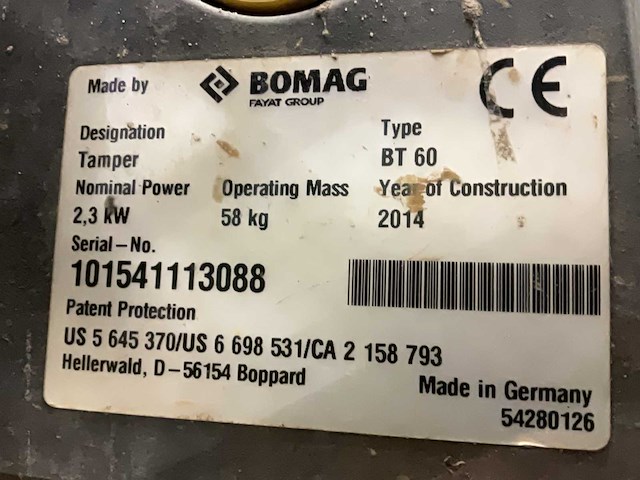 Made by BOMAG
FAYAT GROUP
CE
Designation Type
Tamper BT 60
Nominal Power Operating Mass Year of Construction
2,3 kW 58 kg 2014
Serial-No.
101541113088
Patent Protection
US 5 645 370/US 6 698 531/CA 2 158 793
Hellerwald, D-56154 Boppard
Made in Germany
54280126